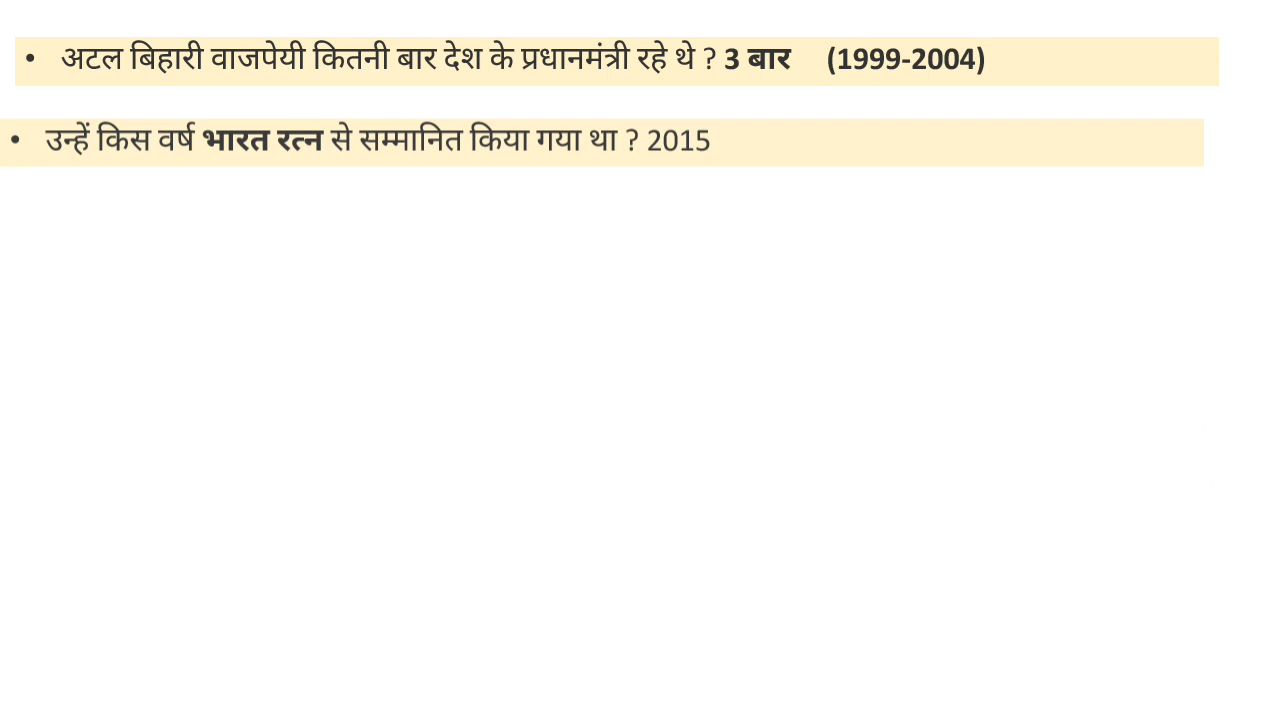 • अटल बिहारी वाजपेयी कितनी बार देश के प्रधानमंत्री रहे थे ? 3 बार (1999-2004)
• उन्हें किस वर्ष भारत रत्न से सम्मानित किया गया था ? 2015